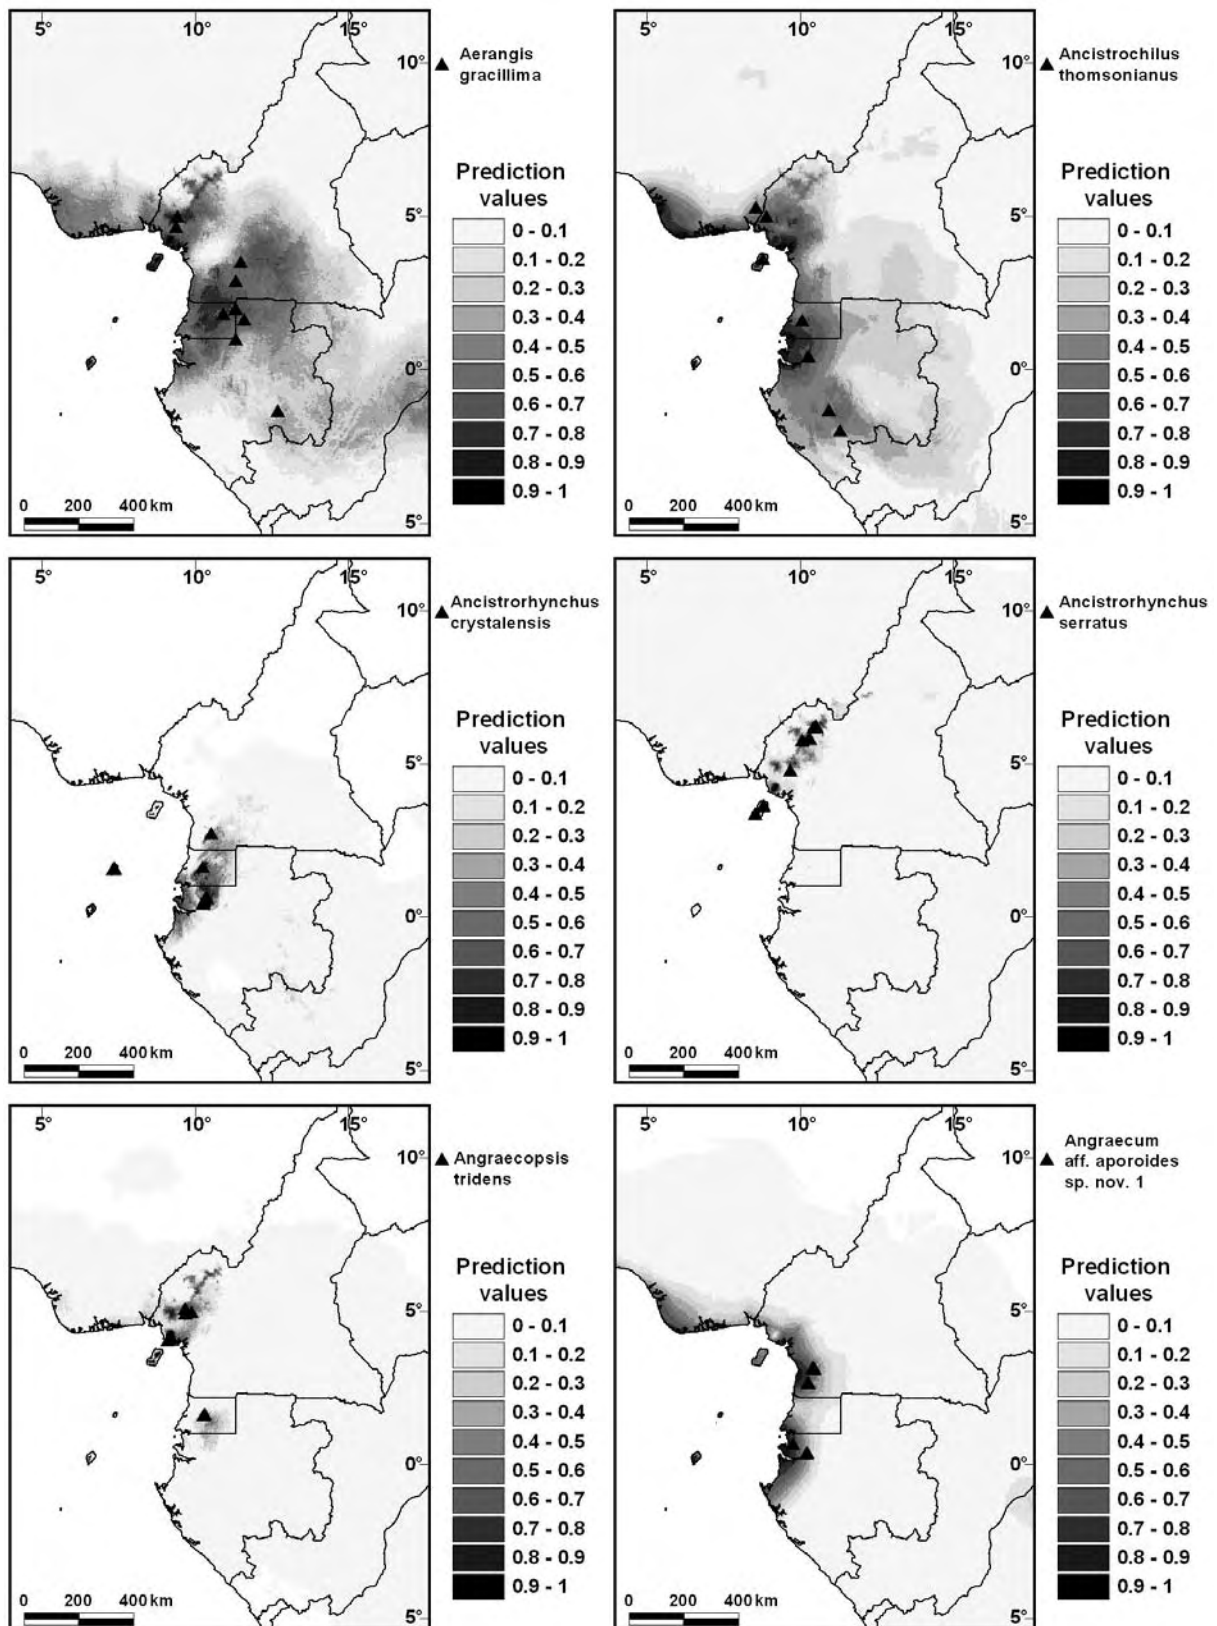 5° 10° 15°
10°
5°
0°
5°
▲ Aerangis
gracillima
Prediction
values
0 - 0.1
0.1 - 0.2
0.2 - 0.3
0.3 - 0.4
0.4 - 0.5
0.5 - 0.6
0.6 - 0.7
0.7 - 0.8
0.8 - 0.9
0.9 - 1
0 200 400 km
5° 10° 15°
10°
5°
0°
5°
▲ Ancistrochilus
thomsonianus
Prediction
values
0 - 0.1
0.1 - 0.2
0.2 - 0.3
0.3 - 0.4
0.4 - 0.5
0.5 - 0.6
0.6 - 0.7
0.7 - 0.8
0.8 - 0.9
0.9 - 1
0 200 400 km
5° 10° 15°
10°
5°
0°
5°
▲ Ancistrorhynchus
crystalensis
Prediction
values
0 - 0.1
0.1 - 0.2
0.2 - 0.3
0.3 - 0.4
0.4 - 0.5
0.5 - 0.6
0.6 - 0.7
0.7 - 0.8
0.8 - 0.9
0.9 - 1
0 200 400 km
5° 10° 15°
10°
5°
0°
5°
▲ Ancistrorhynchus
serratus
Prediction
values
0 - 0.1
0.1 - 0.2
0.2 - 0.3
0.3 - 0.4
0.4 - 0.5
0.5 - 0.6
0.6 - 0.7
0.7 - 0.8
0.8 - 0.9
0.9 - 1
0 200 400 km
5° 10° 15°
10°
5°
0°
5°
▲ Angraecopsis
tridens
Prediction
values
0 - 0.1
0.1 - 0.2
0.2 - 0.3
0.3 - 0.4
0.4 - 0.5
0.5 - 0.6
0.6 - 0.7
0.7 - 0.8
0.8 - 0.9
0.9 - 1
0 200 400 km
5° 10° 15°
10°
5°
0°
5°
▲ Angraecum
aff. aporoides
sp. nov. 1
Prediction
values
0 - 0.1
0.1 - 0.2
0.2 - 0.3
0.3 - 0.4
0.4 - 0.5
0.5 - 0.6
0.6 - 0.7
0.7 - 0.8
0.8 - 0.9
0.9 - 1
0 200 400 km